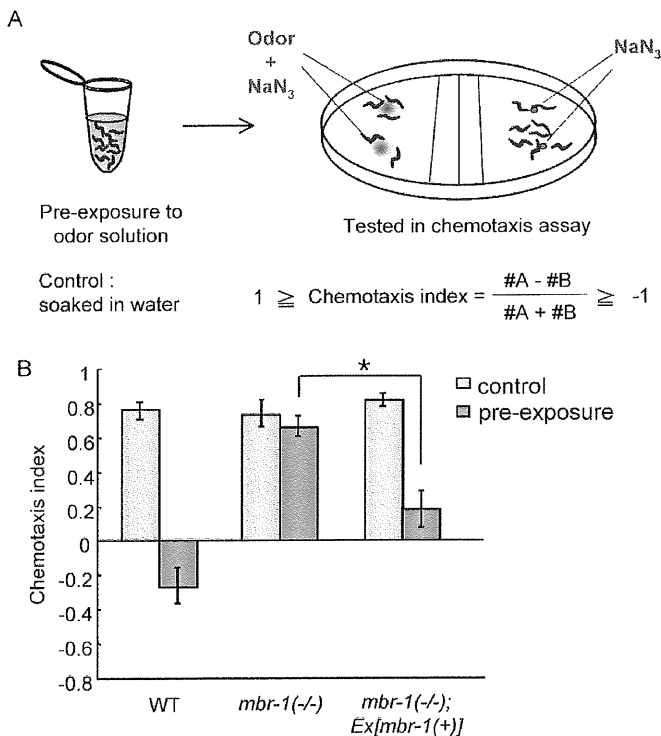 A
Odor
+
NaN₃
NaN₃
Pre-exposure to
odor solution
Tested in chemotaxis assay
Control :
soaked in water
1 ≧ Chemotaxis index = #A - #B / #A + #B ≧ -1
B
*
control
pre-exposure
Chemotaxis index
1
0.8
0.6
0.4
0.2
0
-0.2
-0.4
-0.6
-0.8
WT
mbr-1(-/-)
mbr-1(-/-);
Ex[mbr-1(+)]